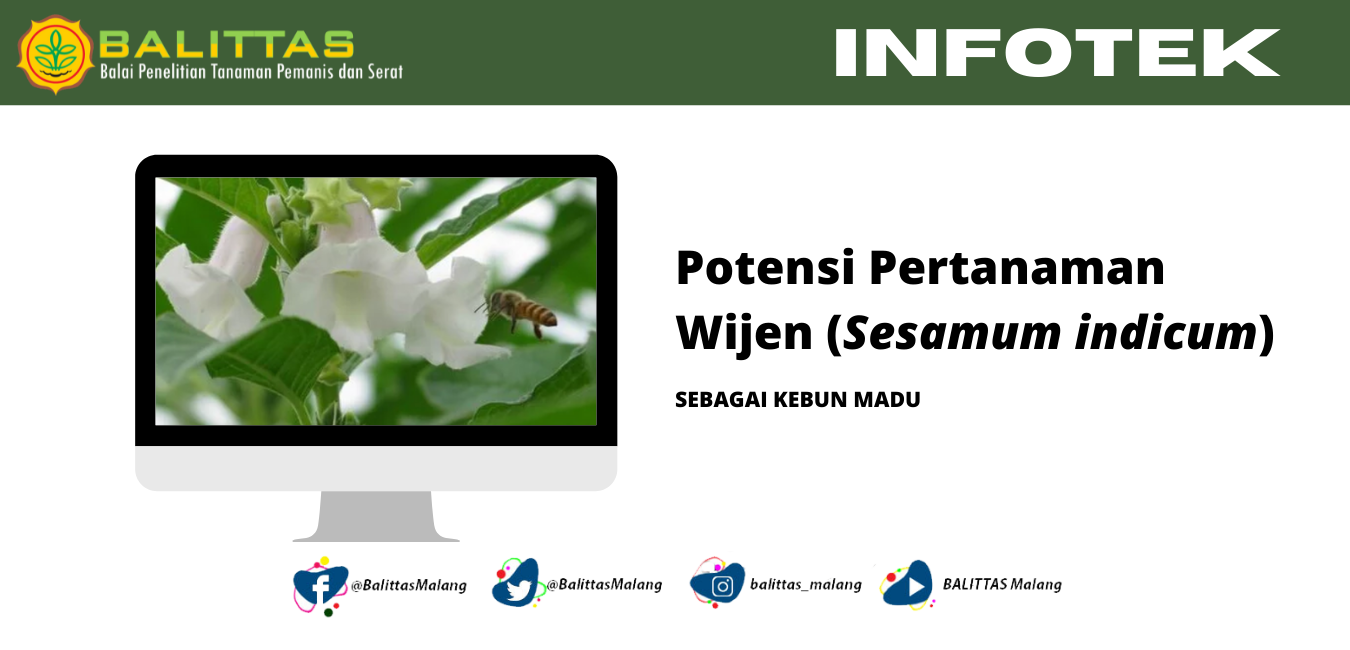 BALITTAS
Balai Penelitian Tanaman Pemanis dan Serat
INFOTEK
Potensi Pertanaman
Wijen (Sesamum indicum)
SEBAGAI KEBUN MADU
@BalittasMalang
@BalittasMalang
balittas_malang
BALITTAS Malang